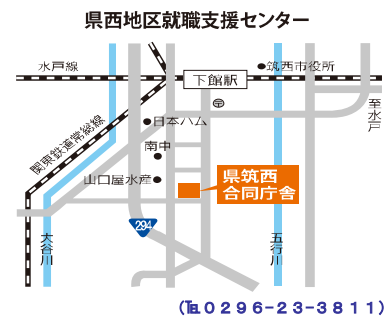 県西地区就職支援センター
水戸線
筑西市役所
下館駅
至水戸
日本ハム
関東鉄道常総線
南中
山口屋水産
県筑西
合同庁舎
294
大谷川
五行川
(℡0296-23-3811)